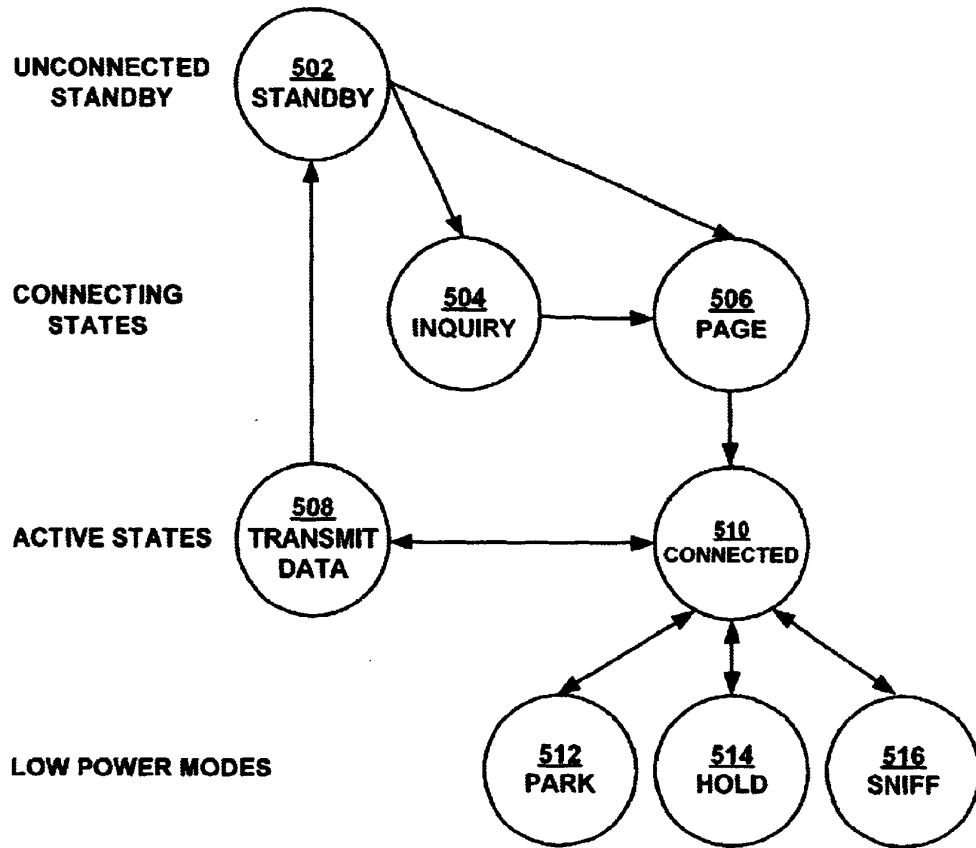 UNCONNECTED
STANDBY
502
STANDBY
CONNECTING
STATES
504
INQUIRY
506
PAGE
ACTIVE STATES
508
TRANSMIT
DATA
510
CONNECTED
LOW POWER MODES
512
PARK
514
HOLD
516
SNIFF